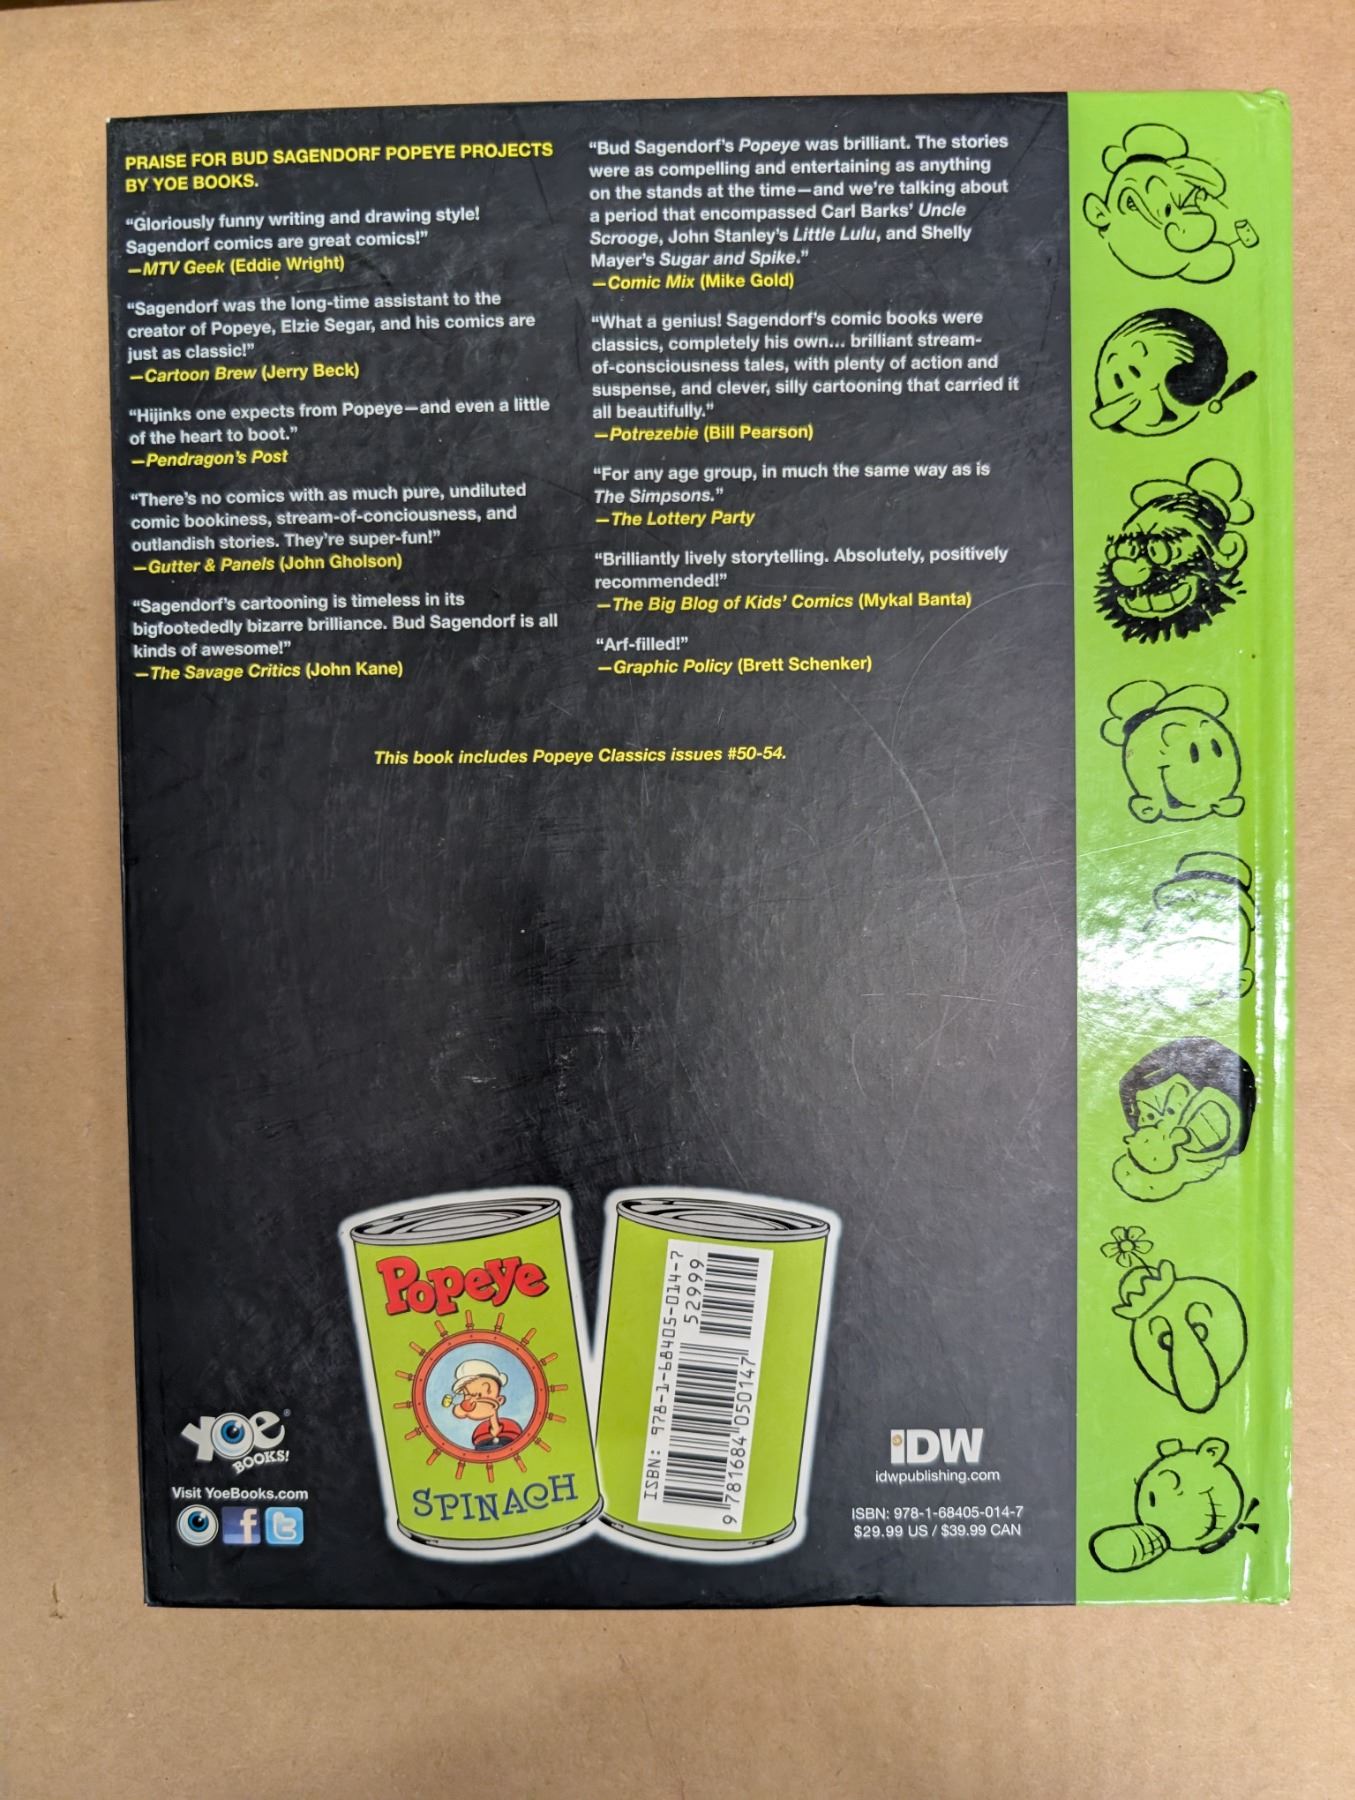 PRAISE FOR BUD SAGENDORF POPEYE PROJECTS
BY YOE BOOKS.
“Gloriously funny writing and drawing style!
Sagendorf comics are great comics!”
—MTV Geek (Eddie Wright)
“Sagendorf was the long-time assistant to the
creator of Popeye, Elzie Segar, and his comics are
just as classic!”
—Cartoon Brew (Jerry Beck)
“Hijinks one expects from Popeye—and even a little
of the heart to boot.”
—Pendragon’s Post
“There’s no comics with as much pure, undiluted
comic bookiness, stream-of-conciousness, and
outlandish stories. They’re super-fun!”
—Gutter & Panels (John Gholson)
“Sagendorf’s cartooning is timeless in its
bigfootededly bizarre brilliance. Bud Sagendorf is all
kinds of awesome!”
—The Savage Critics (John Kane)
“Bud Sagendorf’s Popeye was brilliant. The stories
were as compelling and entertaining as anything
on the stands at the time—and we’re talking about
a period that encompassed Carl Barks’ Uncle
Scrooge, John Stanley’s Little Lulu, and Shelly
Mayer’s Sugar and Spike.”
—Comic Mix (Mike Gold)
“What a genius! Sagendorf’s comic books were
classics, completely his own... brilliant stream-
of-consciousness tales, with plenty of action and
suspense, and clever, silly cartooning that carried it
all beautifully.”
—Potrezebie (Bill Pearson)
“For any age group, in much the same way as is
The Simpsons.”
—The Lottery Party
“Brilliantly lively storytelling. Absolutely, positively
recommended!”
—The Big Blog of Kids’ Comics (Mykal Banta)
“Arf-filled!”
—Graphic Policy (Brett Schenker)
This book includes Popeye Classics issues #50-54.
Popeye
SPINACH
ISBN: 978-1-68405-014-7
52999
9 781684 050147
yoe®
BOOKS!
Visit YoeBooks.com
f
t
IDW
idwpublishing.com
ISBN: 978-1-68405-014-7
$29.99 US / $39.99 CAN